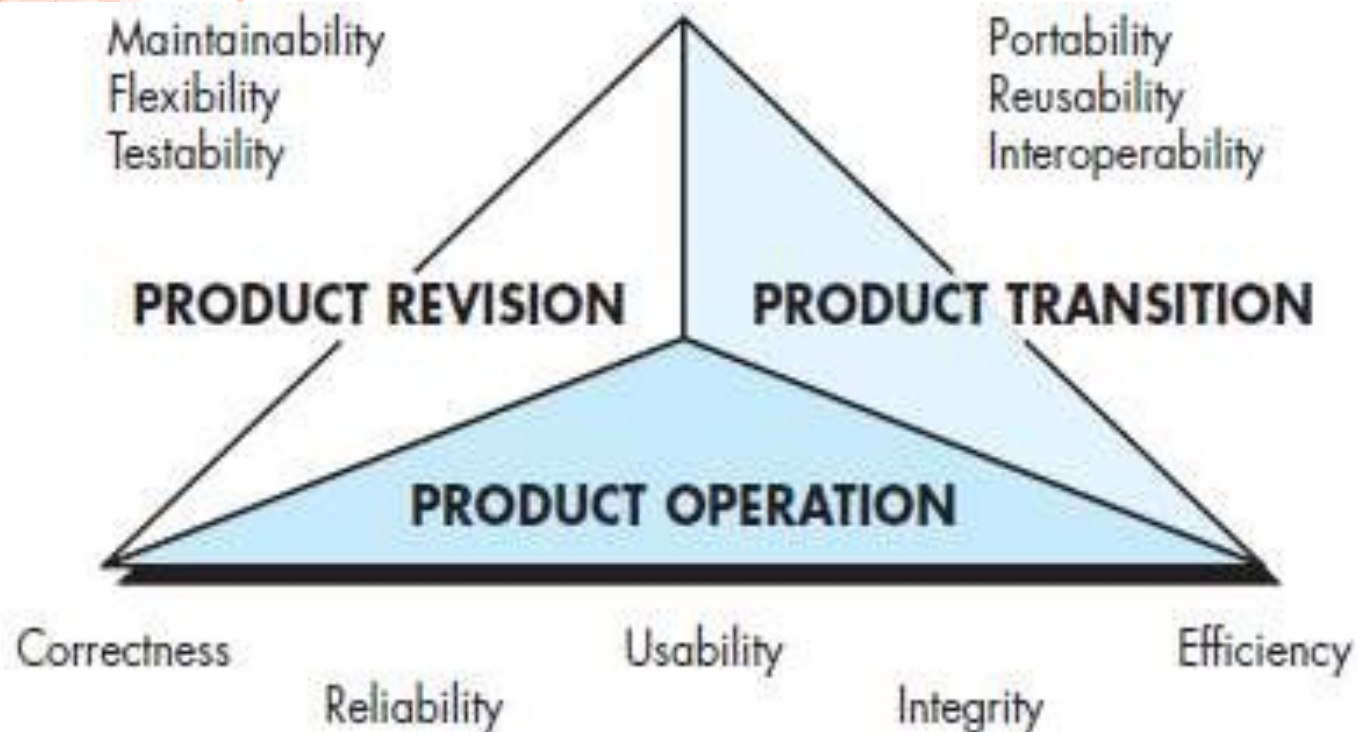 Maintainability
Flexibility
Testability
Portability
Reusability
Interoperability
PRODUCT REVISION
PRODUCT TRANSITION
PRODUCT OPERATION
Correctness
Usability
Efficiency
Reliability
Integrity